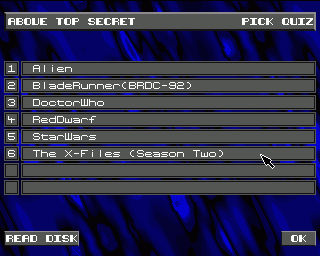 ABOVE TOP SECRET PICK QUIZ
1 Alien
2 BladeRunner(BRDC-92)
3 DoctorWho
4 RedDwarf
5 StarWars
6 The X-Files (Season Two)
READ DISK OK